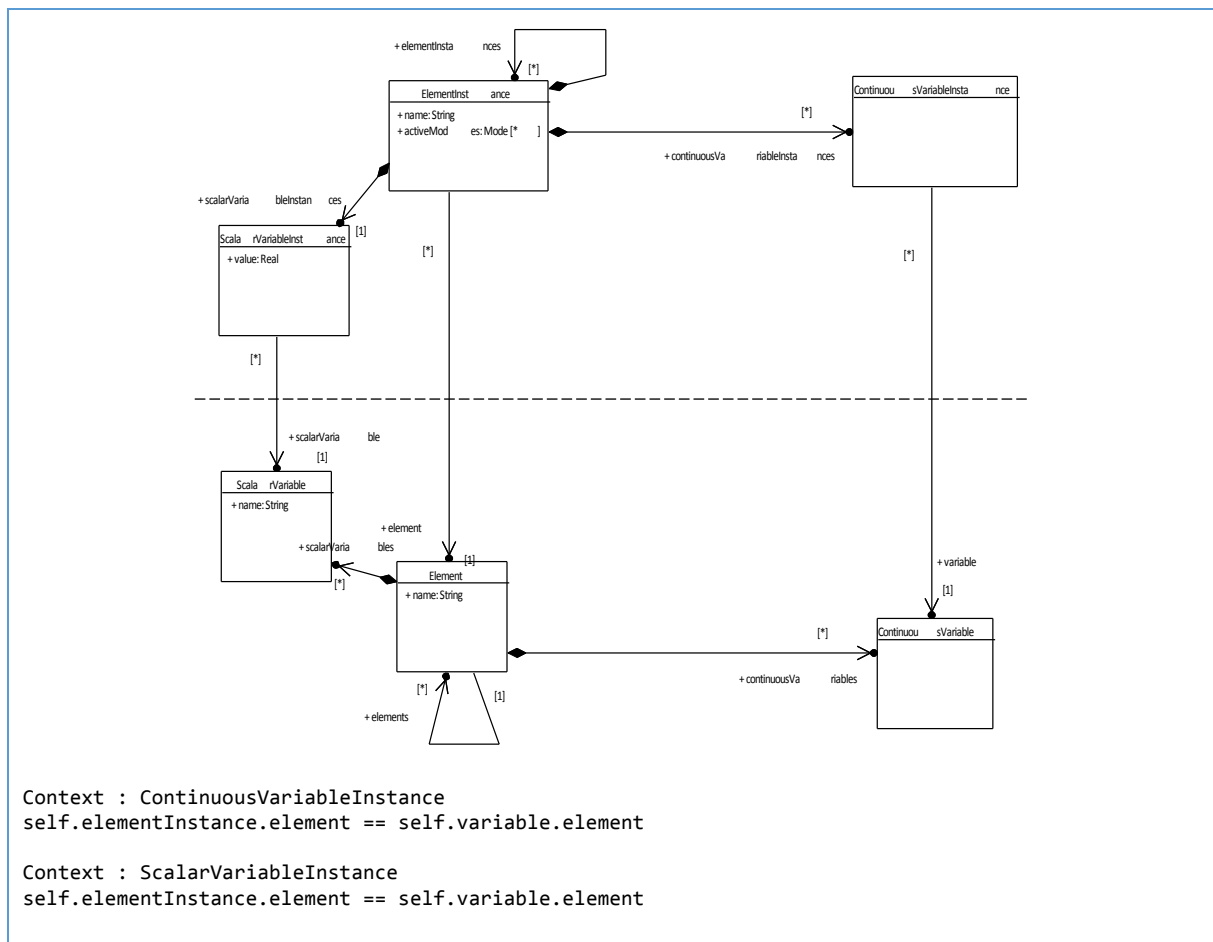 + elementInsta nces
[*]
ElementInst ance
+ name: String
+ activeMod es: Mode [* ]
Continuou sVariableInsta nce
[*]
+ continuousVa riableInsta nces
+ scalarVaria bleInstan ces
[1]
Scala rVariableInst ance
+ value: Real
[*]
[*]
[*]
+ scalarVaria ble
[1]
Scala rVariable
+ name: String
+ element
+ scalarVaria bles
[1]
[*]
Element
+ name: String
+ variable
[1]
[*]
Continuou sVariable
+ continuousVa riables
[*]
[1]
+ elements
Context : ContinuousVariableInstance
self.elementInstance.element == self.variable.element
Context : ScalarVariableInstance
self.elementInstance.element == self.variable.element